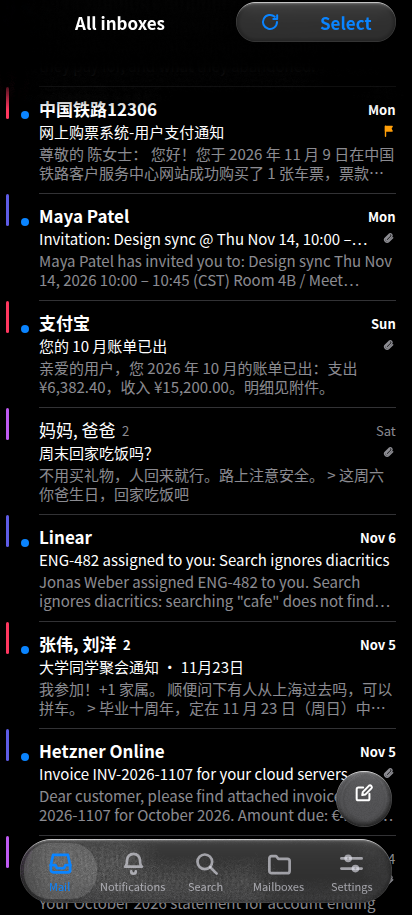 All inboxes
Select
中国铁路12306 Mon
网上购票系统-用户支付通知
尊敬的 陈女士： 您好！您于 2026 年 11 月 9 日在中国
铁路客户服务中心网站成功购买了 1 张车票，票款…
Maya Patel Mon
Invitation: Design sync @ Thu Nov 14, 10:00 –…
Maya Patel has invited you to: Design sync Thu Nov
14, 2026 10:00 – 10:45 (CST) Room 4B / Meet…
支付宝 Sun
您的 10 月账单已出
亲爱的用户，您 2026 年 10 月的账单已出：支出
¥6,382.40，收入 ¥15,200.00。明细见附件。
妈妈, 爸爸 2 Sat
周末回家吃饭吗？
不用买礼物，人回来就行。路上注意安全。 > 这周六
你爸生日，回家吃饭吧
Linear Nov 6
ENG-482 assigned to you: Search ignores diacritics
Jonas Weber assigned ENG-482 to you. Search
ignores diacritics: searching "cafe" does not find…
张伟, 刘洋 2 Nov 5
大学同学聚会通知 · 11月23日
我参加！+1 家属。 顺便问下有人从上海过去吗，可以
拼车。 > 毕业十周年，定在 11 月 23 日（周日）中…
Hetzner Online Nov 5
Invoice INV-2026-1107 for your cloud servers
Dear customer, please find attached invoice
2026-1107 for October 2026. Amount due: €
Mail
Notifications
Search
Mailboxes
Settings
Your October 2026 statement for account ending